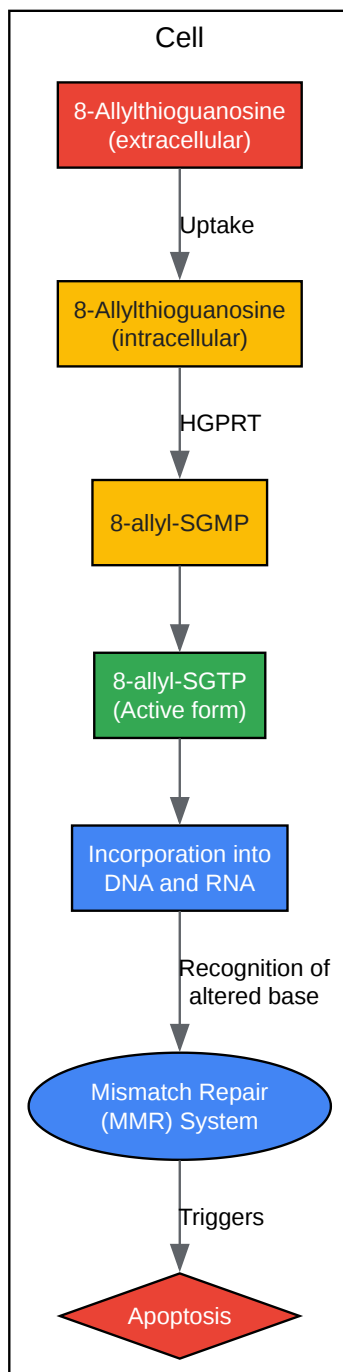 Cell
8-Allylthioguanosine
(extracellular)
Uptake
8-Allylthioguanosine
(intracellular)
HGPRT
8-allyl-SGMP
8-allyl-SGTP
(Active form)
Incorporation into
DNA and RNA
Recognition of
altered base
Mismatch Repair
(MMR) System
Triggers
Apoptosis